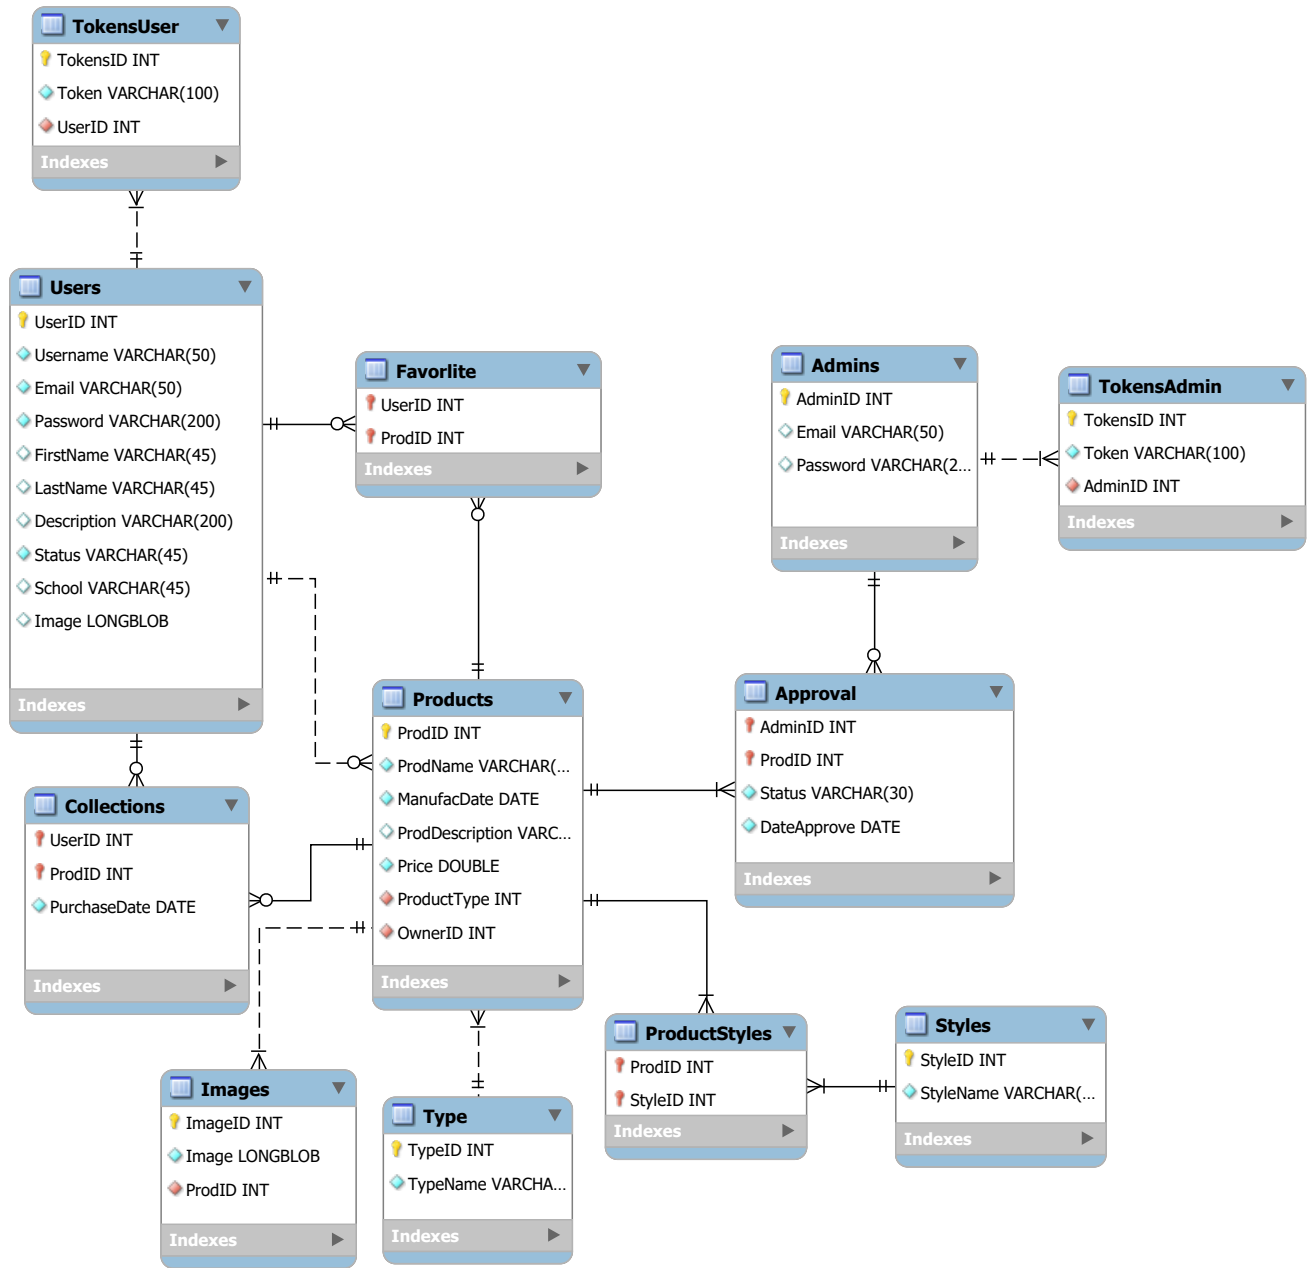 TokensUser
TokensID INT
Token VARCHAR(100)
UserID INT
Indexes
Users
UserID INT
Username VARCHAR(50)
Email VARCHAR(50)
Password VARCHAR(200)
FirstName VARCHAR(45)
LastName VARCHAR(45)
Description VARCHAR(200)
Status VARCHAR(45)
School VARCHAR(45)
Image LONGBLOB
Indexes
Favorlite
UserID INT
ProdID INT
Indexes
Admins
AdminID INT
Email VARCHAR(50)
Password VARCHAR(2...
Indexes
TokensAdmin
TokensID INT
Token VARCHAR(100)
AdminID INT
Indexes
Products
ProdID INT
ProdName VARCHAR(...
ManufacDate DATE
ProdDescription VARC...
Price DOUBLE
ProductType INT
OwnerID INT
Indexes
Approval
AdminID INT
ProdID INT
Status VARCHAR(30)
DateApprove DATE
Indexes
Collections
UserID INT
ProdID INT
PurchaseDate DATE
Indexes
Images
ImageID INT
Image LONGBLOB
ProdID INT
Indexes
Type
TypeID INT
TypeName VARCHA...
Indexes
ProductStyles
ProdID INT
StyleID INT
Indexes
Styles
StyleID INT
StyleName VARCHAR(...
Indexes